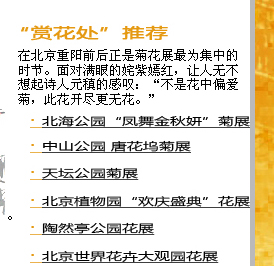 “赏花处”推荐
在北京重阳前后正是菊花展最为集中的
时节。面对满眼的姹紫嫣红，让人无不
想起诗人元稹的感叹：“不是花中偏爱
菊，此花开尽更无花。”
· 北海公园“凤舞金秋妍”菊展
· 中山公园 唐花坞菊展
· 天坛公园菊展
· 北京植物园“欢庆盛典”花展
· 陶然亭公园花展
· 北京世界花卉大观园花展
。